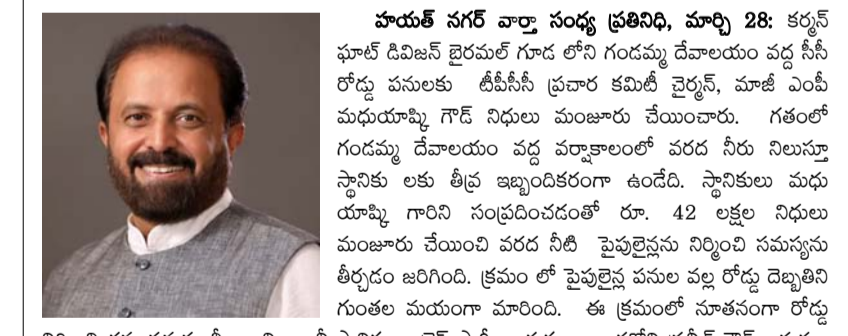 హయత్ నగర్ వార్తా సంధ్య ప్రతినిధి, మార్చి 28: కర్మన్
ఘాట్ డివిజన్ బైరమల్ గూడ లోని గండమ్మ దేవాలయం వద్ద సీసీ
రోడ్డు పనులకు టీపీసీసీ ప్రచార కమిటీ చైర్మన్, మాజీ ఎంపీ
మధుయాష్కి గౌడ్ నిధులు మంజూరు చేయించారు. గతంలో
గండమ్మ దేవాలయం వద్ద వర్షాకాలంలో వరద నీరు నిలుస్తూ
స్థానికు లకు తీవ్ర ఇబ్బందికరంగా ఉండేది. స్థానికులు మధు
యాష్కి గారిని సంప్రదించడంతో రూ. 42 లక్షల నిధులు
మంజూరు చేయించి వరద నీటి పైపులైన్లను నిర్మించి సమస్యను
తీర్చడం జరిగింది. క్రమం లో పైపులైన్ల పనుల వల్ల రోడ్డు దెబ్బతిని
గుంతల మయంగా మారింది. ఈ క్రమంలో నూతనంగా రోడ్డు